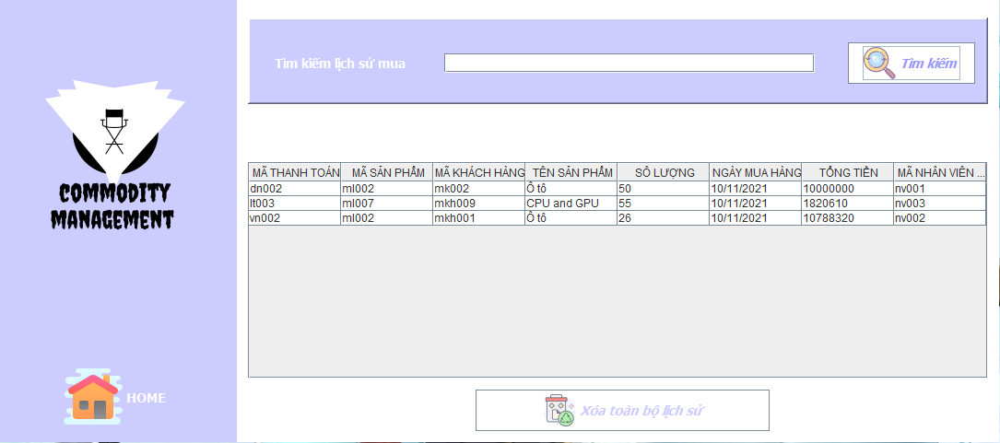 Tìm kiếm lịch sử mua
Tìm kiếm
COMMODITY
MANAGEMENT
MÃ THANH TOÁN MÃ SẢN PHẨM MÃ KHÁCH HÀNG TÊN SẢN PHẨM SỐ LƯỢNG NGÀY MUA HÀNG TỔNG TIỀN MÃ NHÂN VIÊN ...
dn002 ml002 mk002 Ô tô 50 10/11/2021 10000000 nv001
lt003 ml007 mkh009 CPU and GPU 55 10/11/2021 1820610 nv003
vn002 ml002 mkh001 Ô tô 26 10/11/2021 10788320 nv002
HOME
Xóa toàn bộ lịch sử